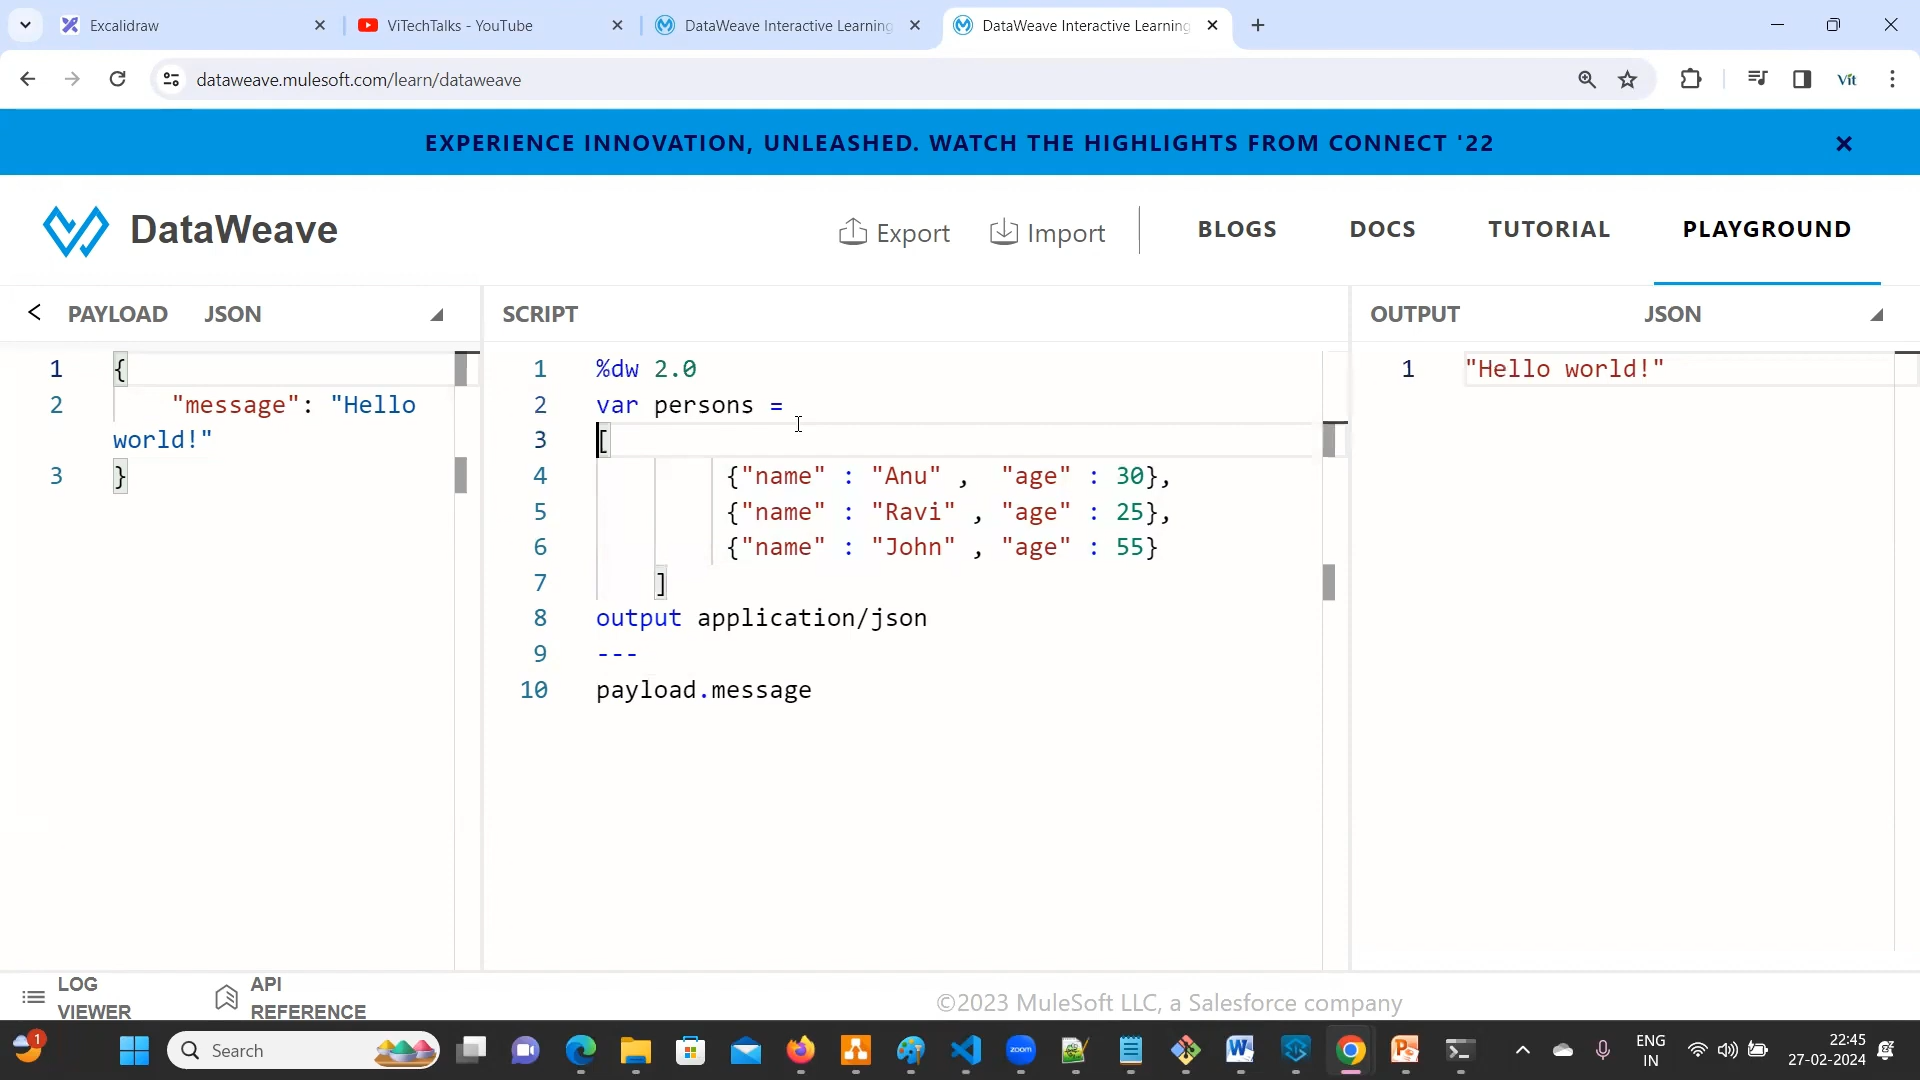 Excalidraw
ViTechTalks - YouTube
DataWeave Interactive Learning
DataWeave Interactive Learning
dataweave.mulesoft.com/learn/dataweave
Vit
EXPERIENCE INNOVATION, UNLEASHED. WATCH THE HIGHLIGHTS FROM CONNECT '22
DataWeave
Export
Import
BLOGS
DOCS
TUTORIAL
PLAYGROUND
PAYLOAD JSON
1 {
2 "message": "Hello
world!"
3 }
SCRIPT
1 %dw 2.0
2 var persons =
3 [
4 {"name" : "Anu" , "age" : 30},
5 {"name" : "Ravi" , "age" : 25},
6 {"name" : "John" , "age" : 55}
7 ]
8 output application/json
9 ---
10 payload.message
OUTPUT JSON
1 "Hello world!"
LOG
VIEWER
API
REFERENCE
©2023 MuleSoft LLC, a Salesforce company
1
Search
zoom
ENG
IN
22:45
27-02-2024